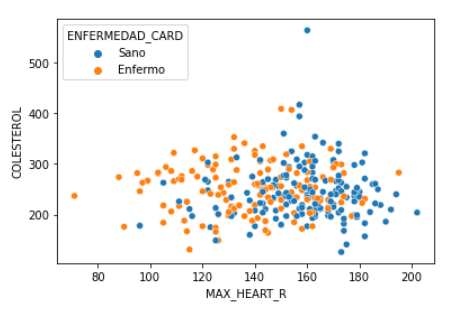 ENFERMEDAD_CARD
Sano
Enfermo
500
400
300
200
COLESTEROL
80 100 120 140 160 180 200
MAX_HEART_R